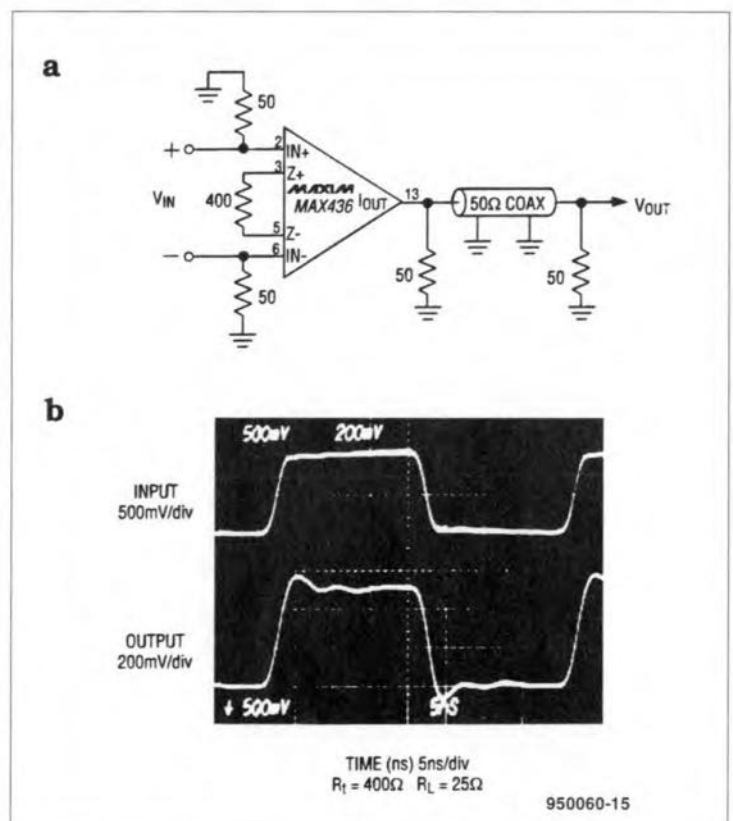 a
50
+
2
IN+
3
Z+
VIN
400
MAXIM
MAX436
IOUT
13
50Ω COAX
VOUT
5
Z-
-
6
IN-
50
50
50
b
500mV 200mV
INPUT
500mV/div
OUTPUT
200mV/div
↓ 500mV 5nS
TIME (ns) 5ns/div
Rt = 400Ω RL = 25Ω
950060-15